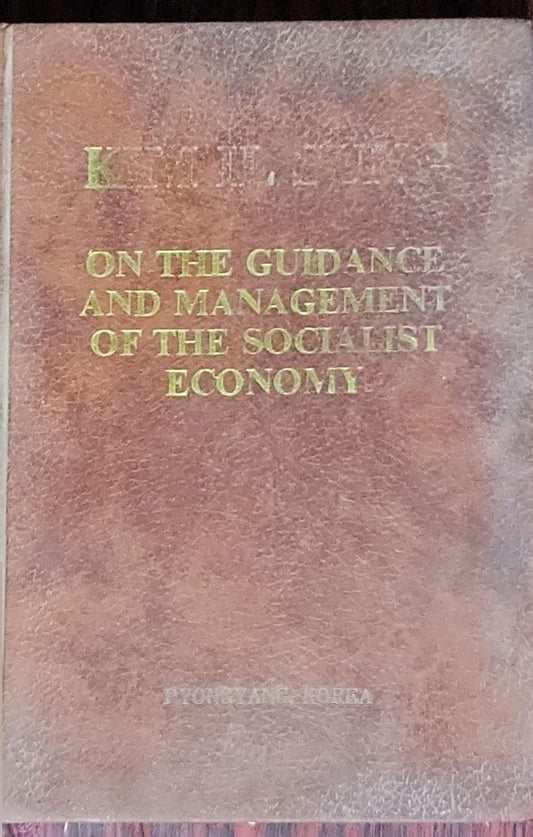 KIM IL SUNG
ON THE GUIDANCE
AND MANAGEMENT
OF THE SOCIALIST
ECONOMY
PYONGYANG, KOREA